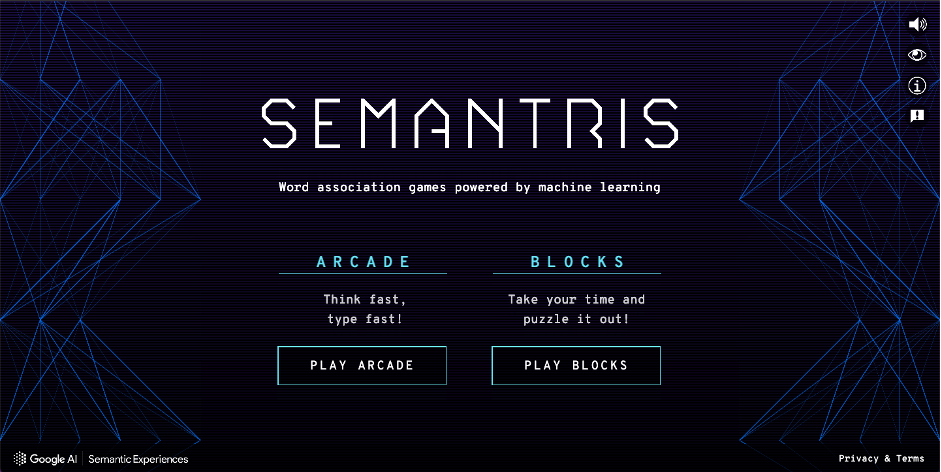 SEMANTRIS
Word association games powered by machine learning
ARCADE
Think fast,
type fast!
PLAY ARCADE
BLOCKS
Take your time and
puzzle it out!
PLAY BLOCKS
Google AI | Semantic Experiences
Privacy & Terms